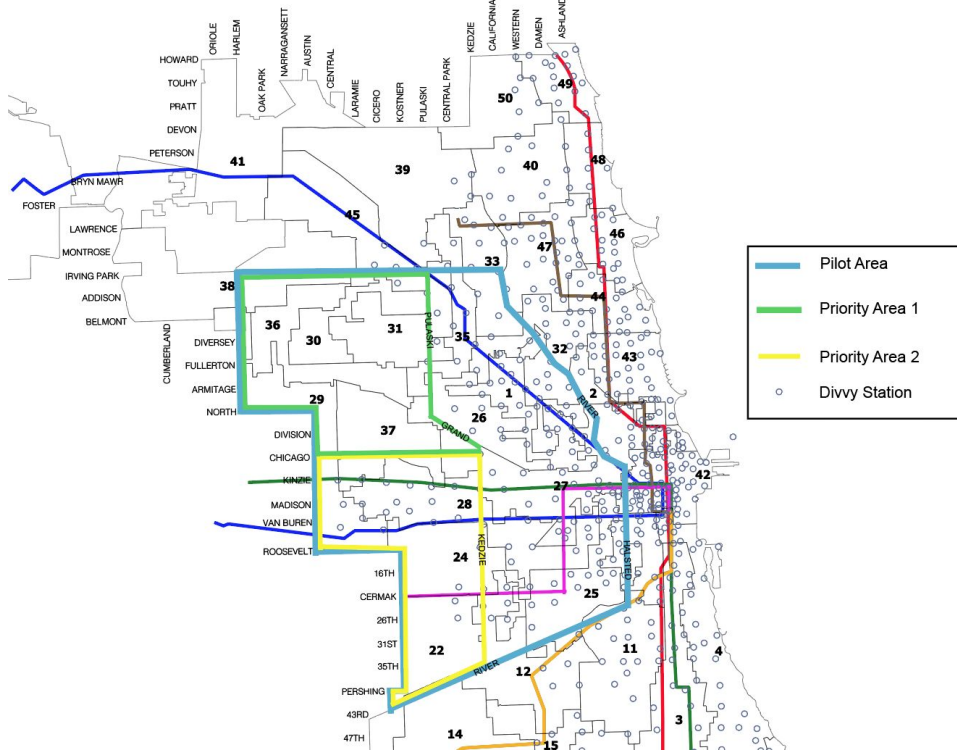 ORIOLE
HARLEM
OAK PARK
NARRAGANSETT
AUSTIN
CENTRAL
LARAMIE
CICERO
KOSTNER
PULASKI
CENTRAL PARK
KEDZIE
CALIFORNIA
WESTERN
DAMEN
ASHLAND
HOWARD
TOUHY
PRATT
DEVON
PETERSON
BRYN MAWR
FOSTER
LAWRENCE
MONTROSE
IRVING PARK
ADDISON
BELMONT
CUMBERLAND
DIVERSEY
FULLERTON
ARMITAGE
NORTH
DIVISION
CHICAGO
KINZIE
MADISON
VAN BUREN
ROOSEVELT
16TH
CERMAK
26TH
31ST
35TH
PERSHING
43RD
47TH
49
50
41
39
40
48
45
46
47
33
38
44
36
30
31
PULASKI
35
32
43
29
1
2
RIVER
26
37
GRAND
42
27
28
KEDZIE
24
HALSTED
25
22
RIVER
12
11
4
3
14
15
Pilot Area
Priority Area 1
Priority Area 2
Divvy Station